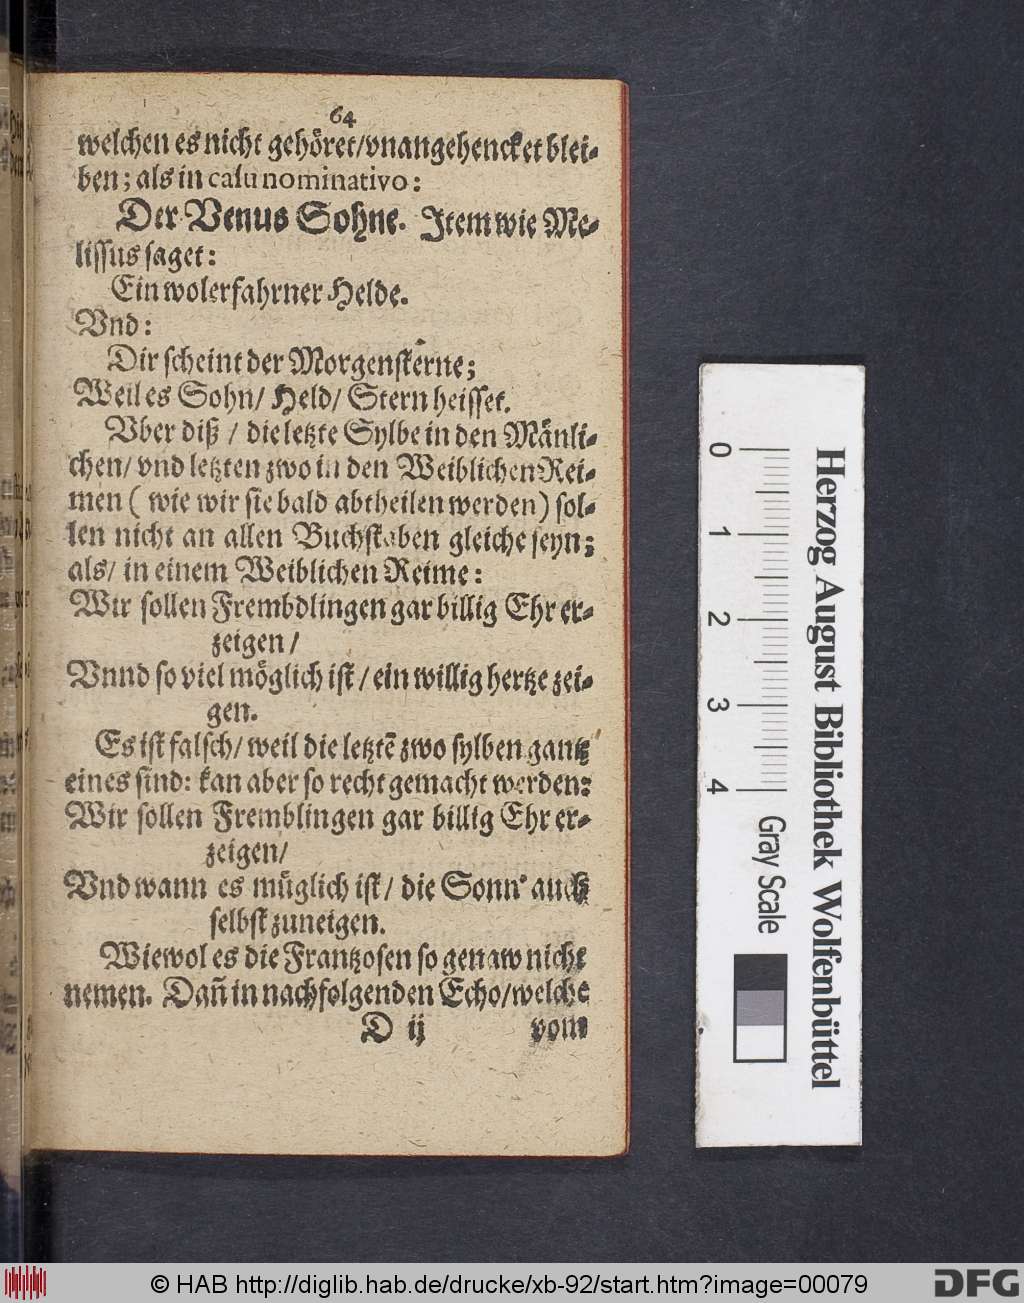 64
welchen es nicht gehöret/vnangehencket blei-
ben; als in casu nominativo:
Der Venus Sohne. Item wie Me-
lissus saget:
Ein wolerfahrner Helde.
Vnd:
Dir scheint der Morgensterne;
Weil es Sohn/ Held/ Stern heisset.
Vber diß / die letzte Sylbe in den Mänli-
chen/ vnd letzten zwo in den Weiblichen Rei-
men ( wie wir sie bald abtheilen werden) sol-
len nicht an allen Buchstaben gleiche seyn;
als/ in einem Weiblichen Reime:
Wir sollen Frembdlingen gar billig Ehr er-
zeigen /
Vnnd so viel möglich ist / ein willig hertze zei-
gen.
Es ist falsch/ weil die letztē zwo sylben gantz
eines sind: kan aber so recht gemacht werden:
Wir sollen Fremblingen gar billig Ehr er-
zeigen/
Vnd wann es müglich ist / die Sonn' auch
selbst zuneigen.
Wiewol es die Frantzosen so genaw nicht
nemen. Dañ in nachfolgenden Echo/welche
D ij vom
Herzog August Bibliothek Wolfenbüttel
0 1 2 3 4
Gray Scale
© HAB http://diglib.hab.de/drucke/xb-92/start.htm?image=00079
DFG